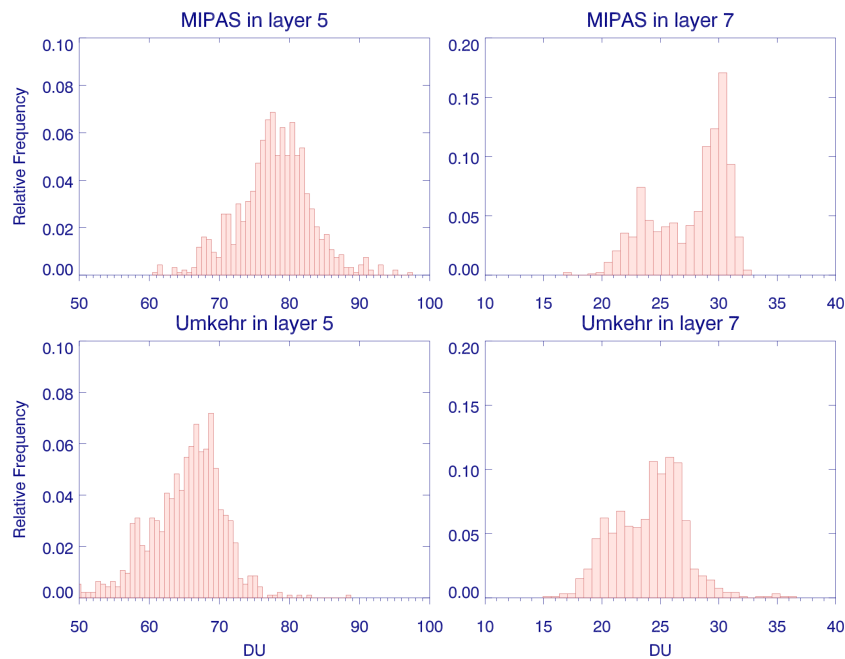 MIPAS in layer 5
MIPAS in layer 7
Relative Frequency
0.10
0.08
0.06
0.04
0.02
0.00
50 60 70 80 90 100
0.20
0.15
0.10
0.05
0.00
10 15 20 25 30 35 40
Umkehr in layer 5
Umkehr in layer 7
Relative Frequency
0.10
0.08
0.06
0.04
0.02
0.00
50 60 70 80 90 100
DU
0.20
0.15
0.10
0.05
0.00
10 15 20 25 30 35 40
DU